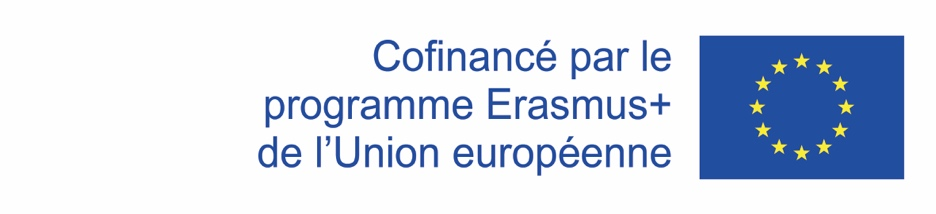 Cofinancé par le
programme Erasmus+
de l’Union européenne